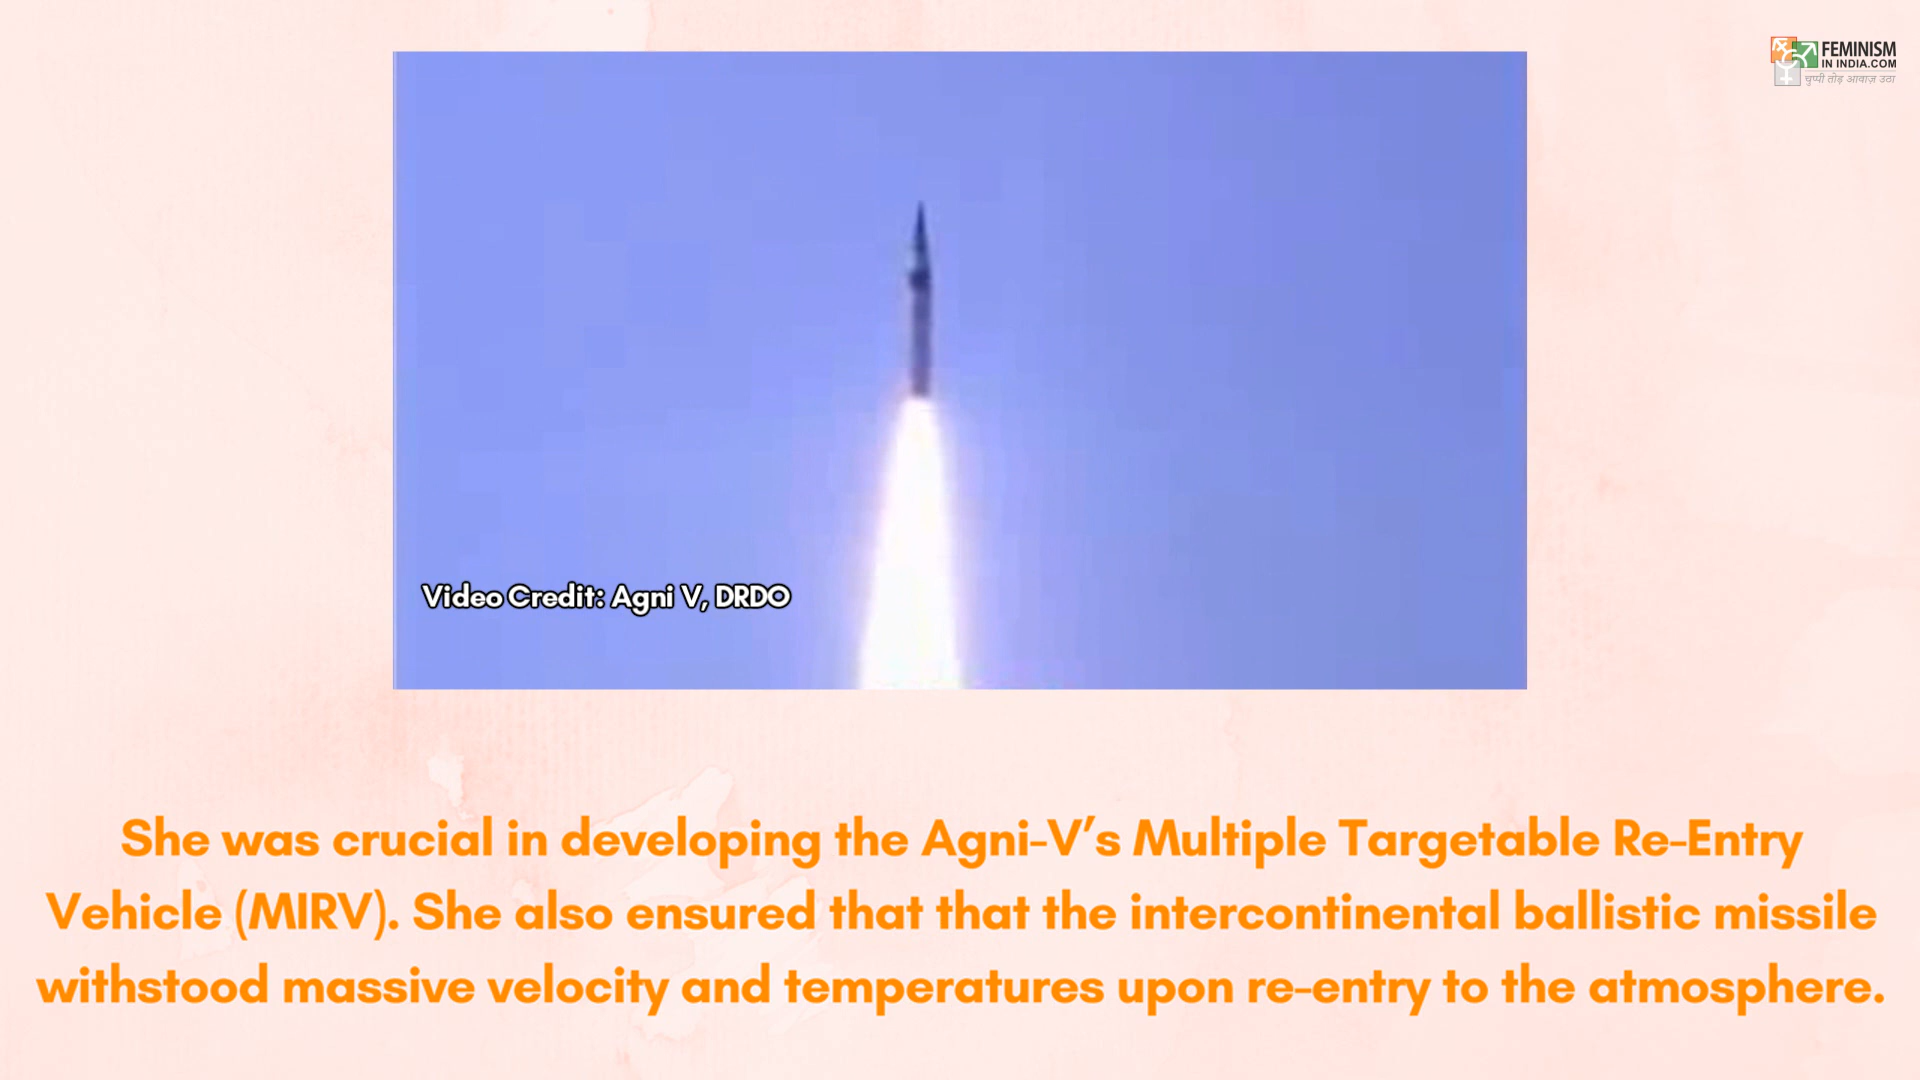 FEMINISM
IN INDIA.COM
चुप्पी तोड़ आवाज़ उठा
Video Credit: Agni V, DRDO
She was crucial in developing the Agni-V’s Multiple Targetable Re-Entry
Vehicle (MIRV). She also ensured that that the intercontinental ballistic missile
withstood massive velocity and temperatures upon re-entry to the atmosphere.